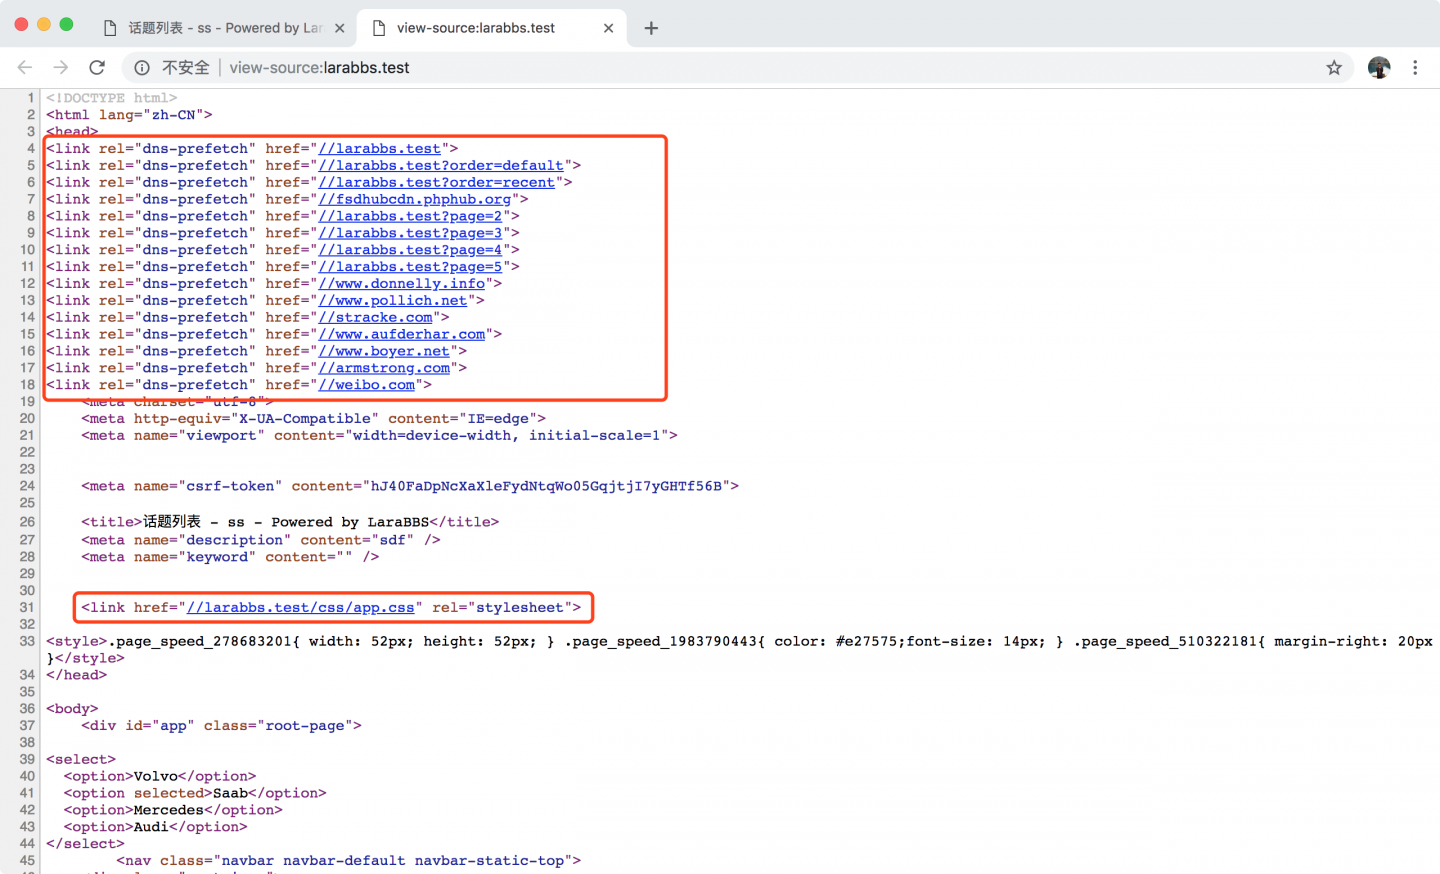 话题列表 - ss - Powered by Lar
view-source:larabbs.test
不安全 view-source:larabbs.test
1 <!DOCTYPE html>
2 <html lang="zh-CN">
3 <head>
4 <link rel="dns-prefetch" href="//larabbs.test">
5 <link rel="dns-prefetch" href="//larabbs.test?order=default">
6 <link rel="dns-prefetch" href="//larabbs.test?order=recent">
7 <link rel="dns-prefetch" href="//fsdhubcdn.phphub.org">
8 <link rel="dns-prefetch" href="//larabbs.test?page=2">
9 <link rel="dns-prefetch" href="//larabbs.test?page=3">
10 <link rel="dns-prefetch" href="//larabbs.test?page=4">
11 <link rel="dns-prefetch" href="//larabbs.test?page=5">
12 <link rel="dns-prefetch" href="//www.donnelly.info">
13 <link rel="dns-prefetch" href="//www.pollich.net">
14 <link rel="dns-prefetch" href="//stracke.com">
15 <link rel="dns-prefetch" href="//www.aufderhar.com">
16 <link rel="dns-prefetch" href="//www.boyer.net">
17 <link rel="dns-prefetch" href="//armstrong.com">
18 <link rel="dns-prefetch" href="//weibo.com">
19 <meta charset="utf-8">
20 <meta http-equiv="X-UA-Compatible" content="IE=edge">
21 <meta name="viewport" content="width=device-width, initial-scale=1">
22
23
24 <meta name="csrf-token" content="hJ40FaDpNcXaXleFydNtqWo05GqjtjI7yGHTf56B">
25
26 <title>话题列表 - ss - Powered by LaraBBS</title>
27 <meta name="description" content="sdf" />
28 <meta name="keyword" content="" />
29
30
31 <link href="//larabbs.test/css/app.css" rel="stylesheet">
32
33 <style>.page_speed_278683201{ width: 52px; height: 52px; } .page_speed_1983790443{ color: #e27575;font-size: 14px; } .page_speed_510322181{ margin-right: 20px
}</style>
34 </head>
35
36 <body>
37 <div id="app" class="root-page">
38
39 <select>
40 <option>Volvo</option>
41 <option selected>Saab</option>
42 <option>Mercedes</option>
43 <option>Audi</option>
44 </select>
45 <nav class="navbar navbar-default navbar-static-top">